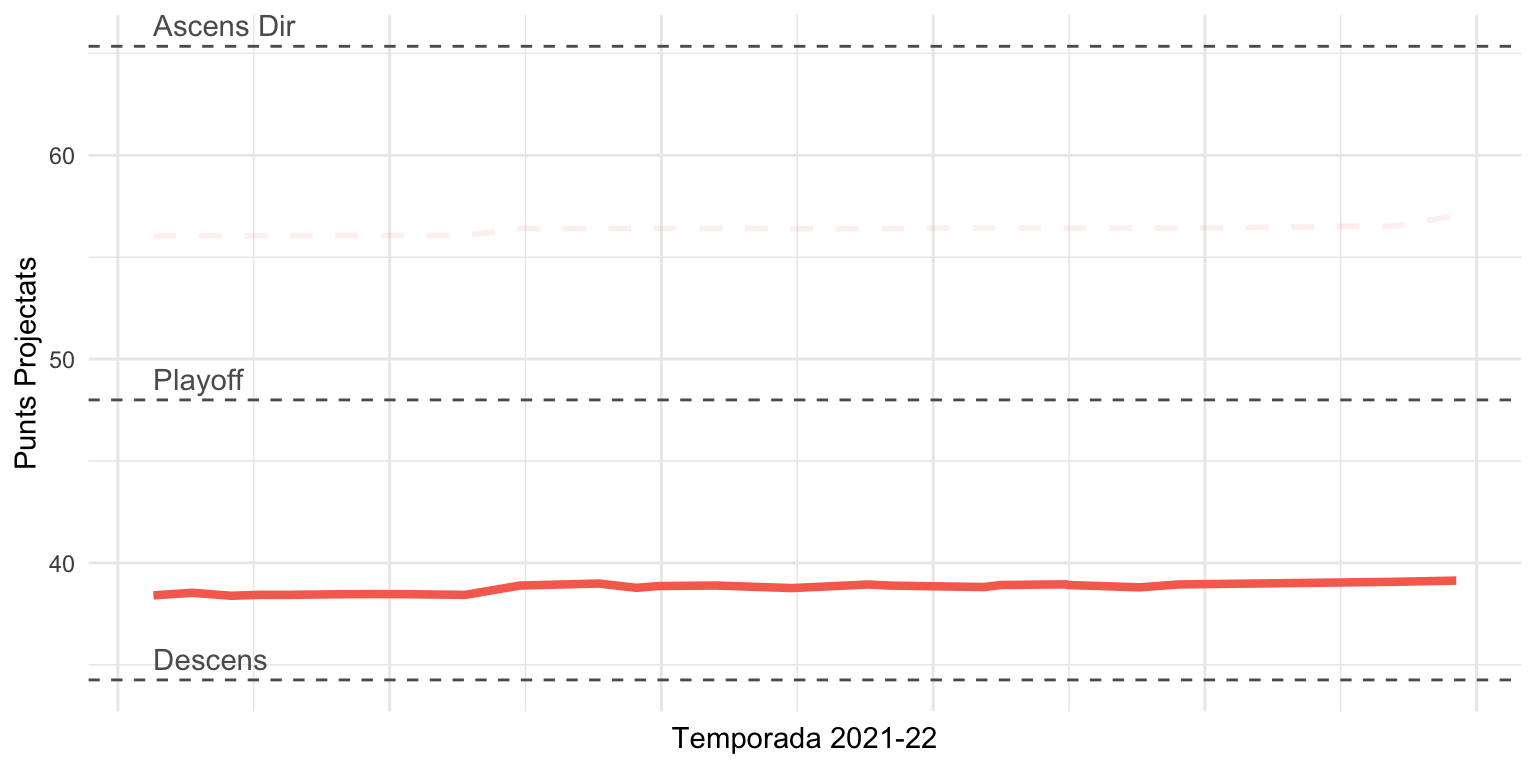 Ascens Dir
60
50
Playoff
40
Descens
Punts Projectats
Temporada 2021-22